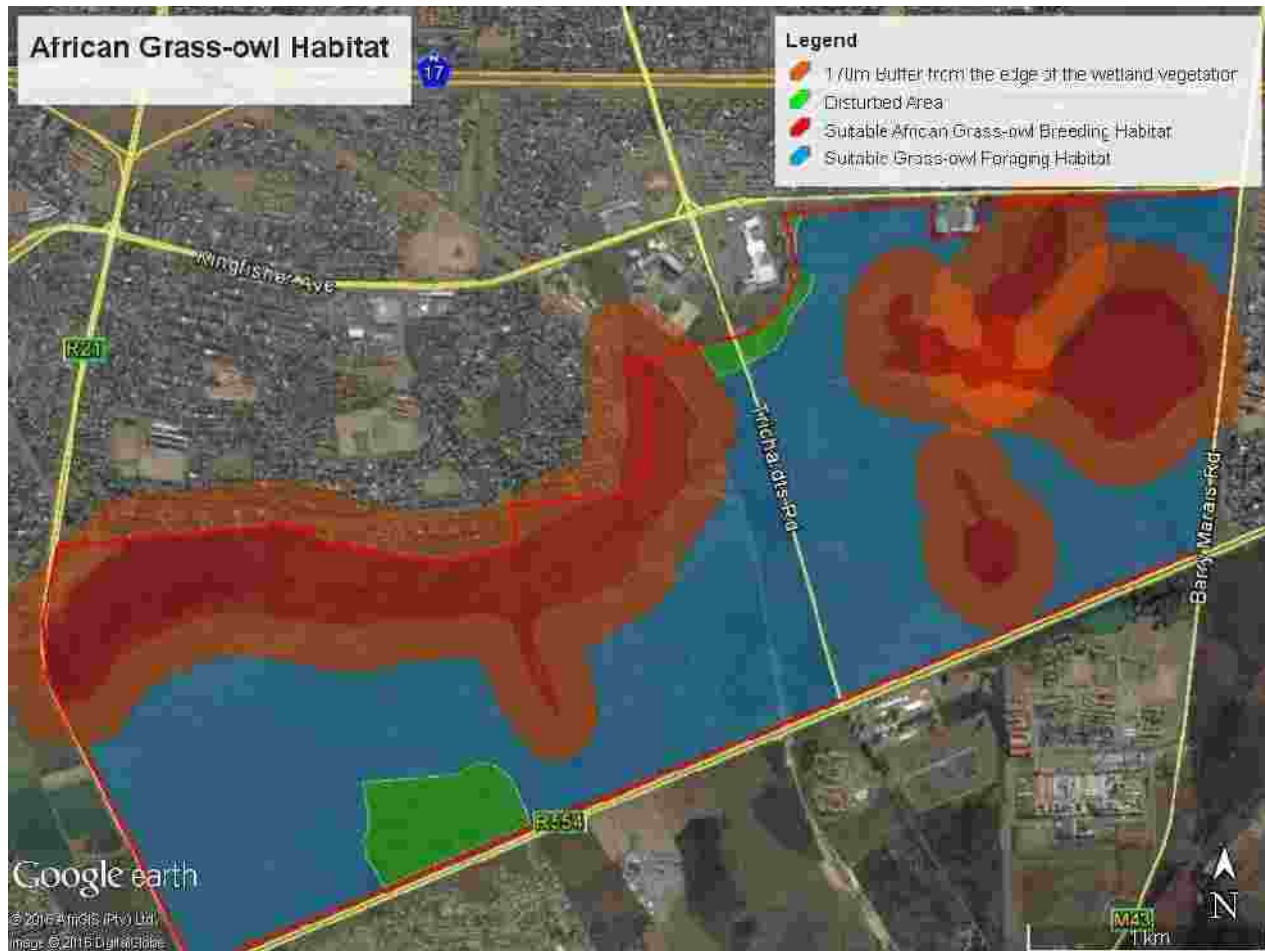 African Grass-owl Habitat
Legend
170m Buffer from the edge of the wetland vegetation
Disturbed Area
Suitable African Grass-owl Breeding Habitat
Suitable Grass-owl Foraging Habitat
N
17
Kingfisher Ave
R21
Trichardts Rd
Barry Marais Rd
R554
Google earth
© 2016 AfriGIS (Pty) Ltd.
Image © 2016 DigitalGlobe
N
M43
1 km